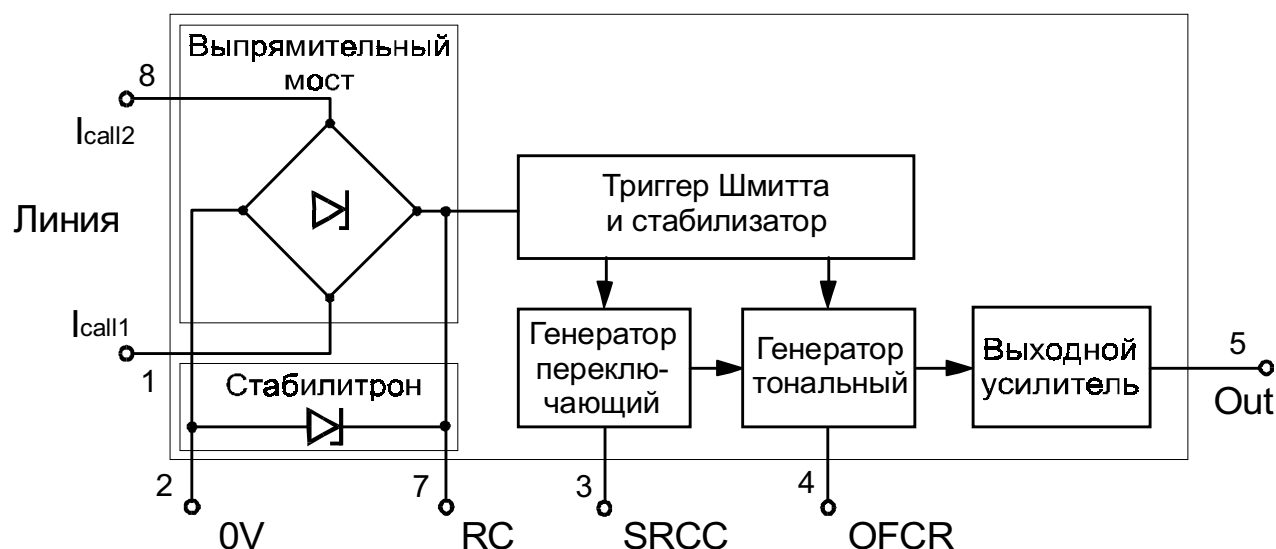 Выпрямительный
мост
8
Icall2
Триггер Шмитта
и стабилизатор
Линия
Icall1
1
Генератор
переклю-
чающий
Генератор
тональный
Выходной
усилитель
5
Out
Стабилитрон
2
7
3
4
0V
RC
SRCC
OFCR